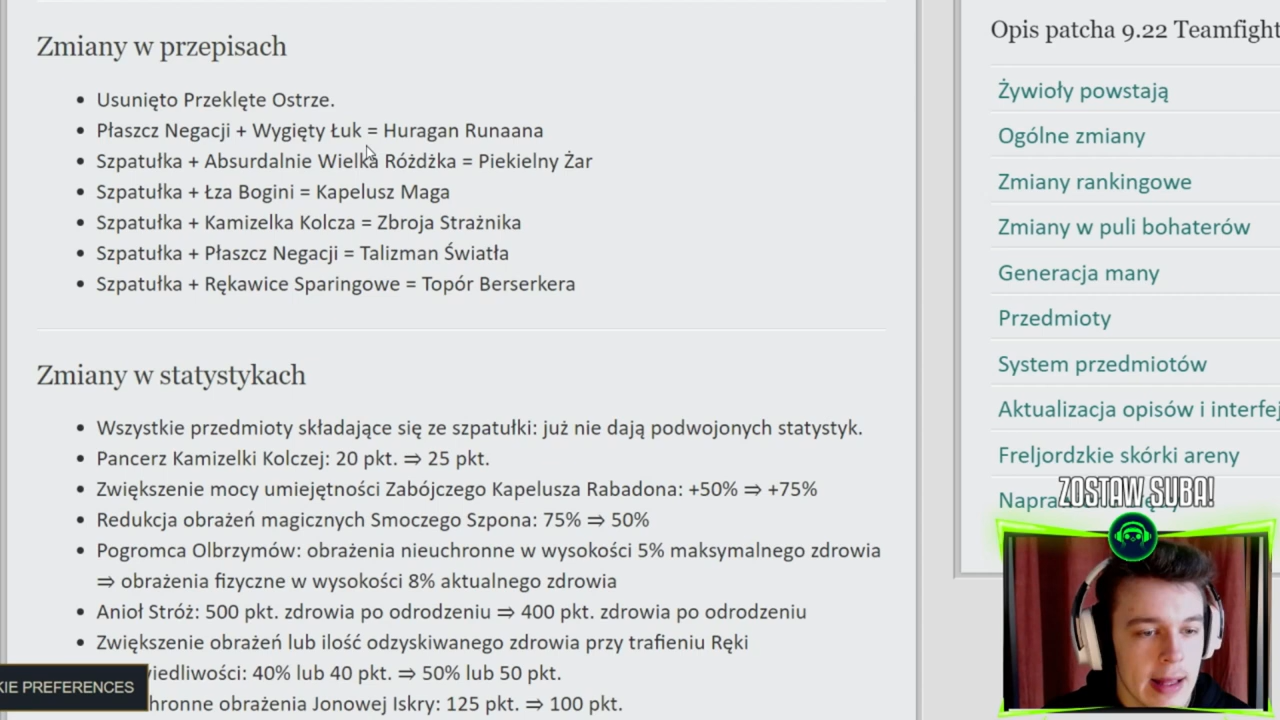 Zmiany w przepisach
Usunięto Przeklęte Ostrze.
Płaszcz Negacji + Wygięty Łuk = Huragan Runaana
Szpatułka + Absurdalnie Wielka Różdżka = Piekielny Żar
Szpatułka + Łza Bogini = Kapelusz Maga
Szpatułka + Kamizelka Kolcza = Zbroja Strażnika
Szpatułka + Płaszcz Negacji = Talizman Światła
Szpatułka + Rękawice Sparingowe = Topór Berserkera
Zmiany w statystykach
Wszystkie przedmioty składające się ze szpatułki: już nie dają podwojonych statystyk.
Pancerz Kamizelki Kolczej: 20 pkt. ⇒ 25 pkt.
Zwiększenie mocy umiejętności Zabójczego Kapelusza Rabadona: +50% ⇒ +75%
Redukcja obrażeń magicznych Smoczego Szpona: 75% ⇒ 50%
Pogromca Olbrzymów: obrażenia nieuchronne w wysokości 5% maksymalnego zdrowia
⇒ obrażenia fizyczne w wysokości 8% aktualnego zdrowia
Anioł Stróż: 500 pkt. zdrowia po odrodzeniu ⇒ 400 pkt. zdrowia po odrodzeniu
Zwiększenie obrażeń lub ilość odzyskiwanego zdrowia przy trafieniu Ręki
viedliwości: 40% lub 40 pkt. ⇒ 50% lub 50 pkt.
hronne obrażenia Jonowej Iskry: 125 pkt. ⇒ 100 pkt.
KIE PREFERENCES
Opis patcha 9.22 Teamfight
Żywioły powstają
Ogólne zmiany
Zmiany rankingowe
Zmiany w puli bohaterów
Generacja many
Przedmioty
System przedmiotów
Aktualizacja opisów i interfej
Freljordzkie skórki areny
ZOSTAW SUBA!